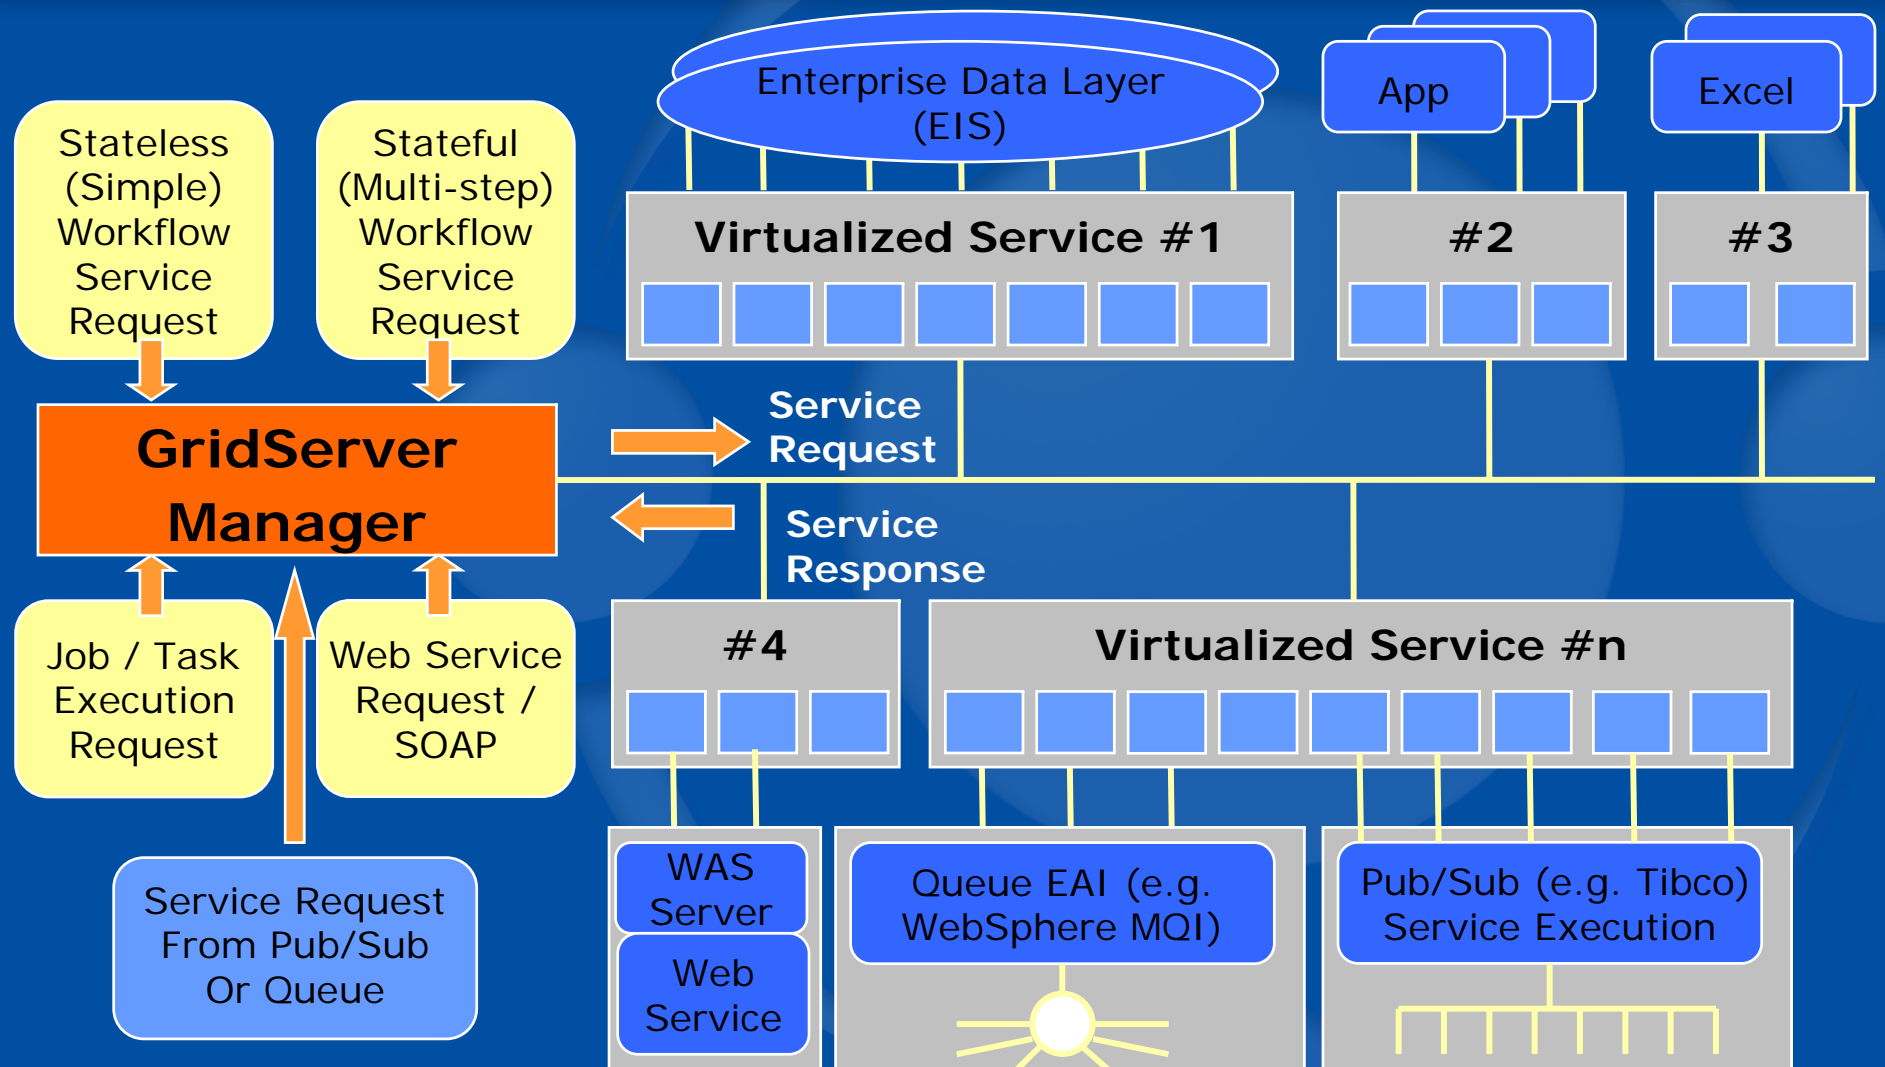 Enterprise Data Layer
(EIS)
App
Excel
Stateless
(Simple)
Workflow
Service
Request
Stateful
(Multi-step)
Workflow
Service
Request
Virtualized Service #1
#2
#3
GridServer
Manager
Service
Request
Service
Response
Job / Task
Execution
Request
Web Service
Request /
SOAP
#4
Virtualized Service #n
Service Request
From Pub/Sub
Or Queue
WAS
Server
Web
Service
Queue EAI (e.g.
WebSphere MQI)
Pub/Sub (e.g. Tibco)
Service Execution